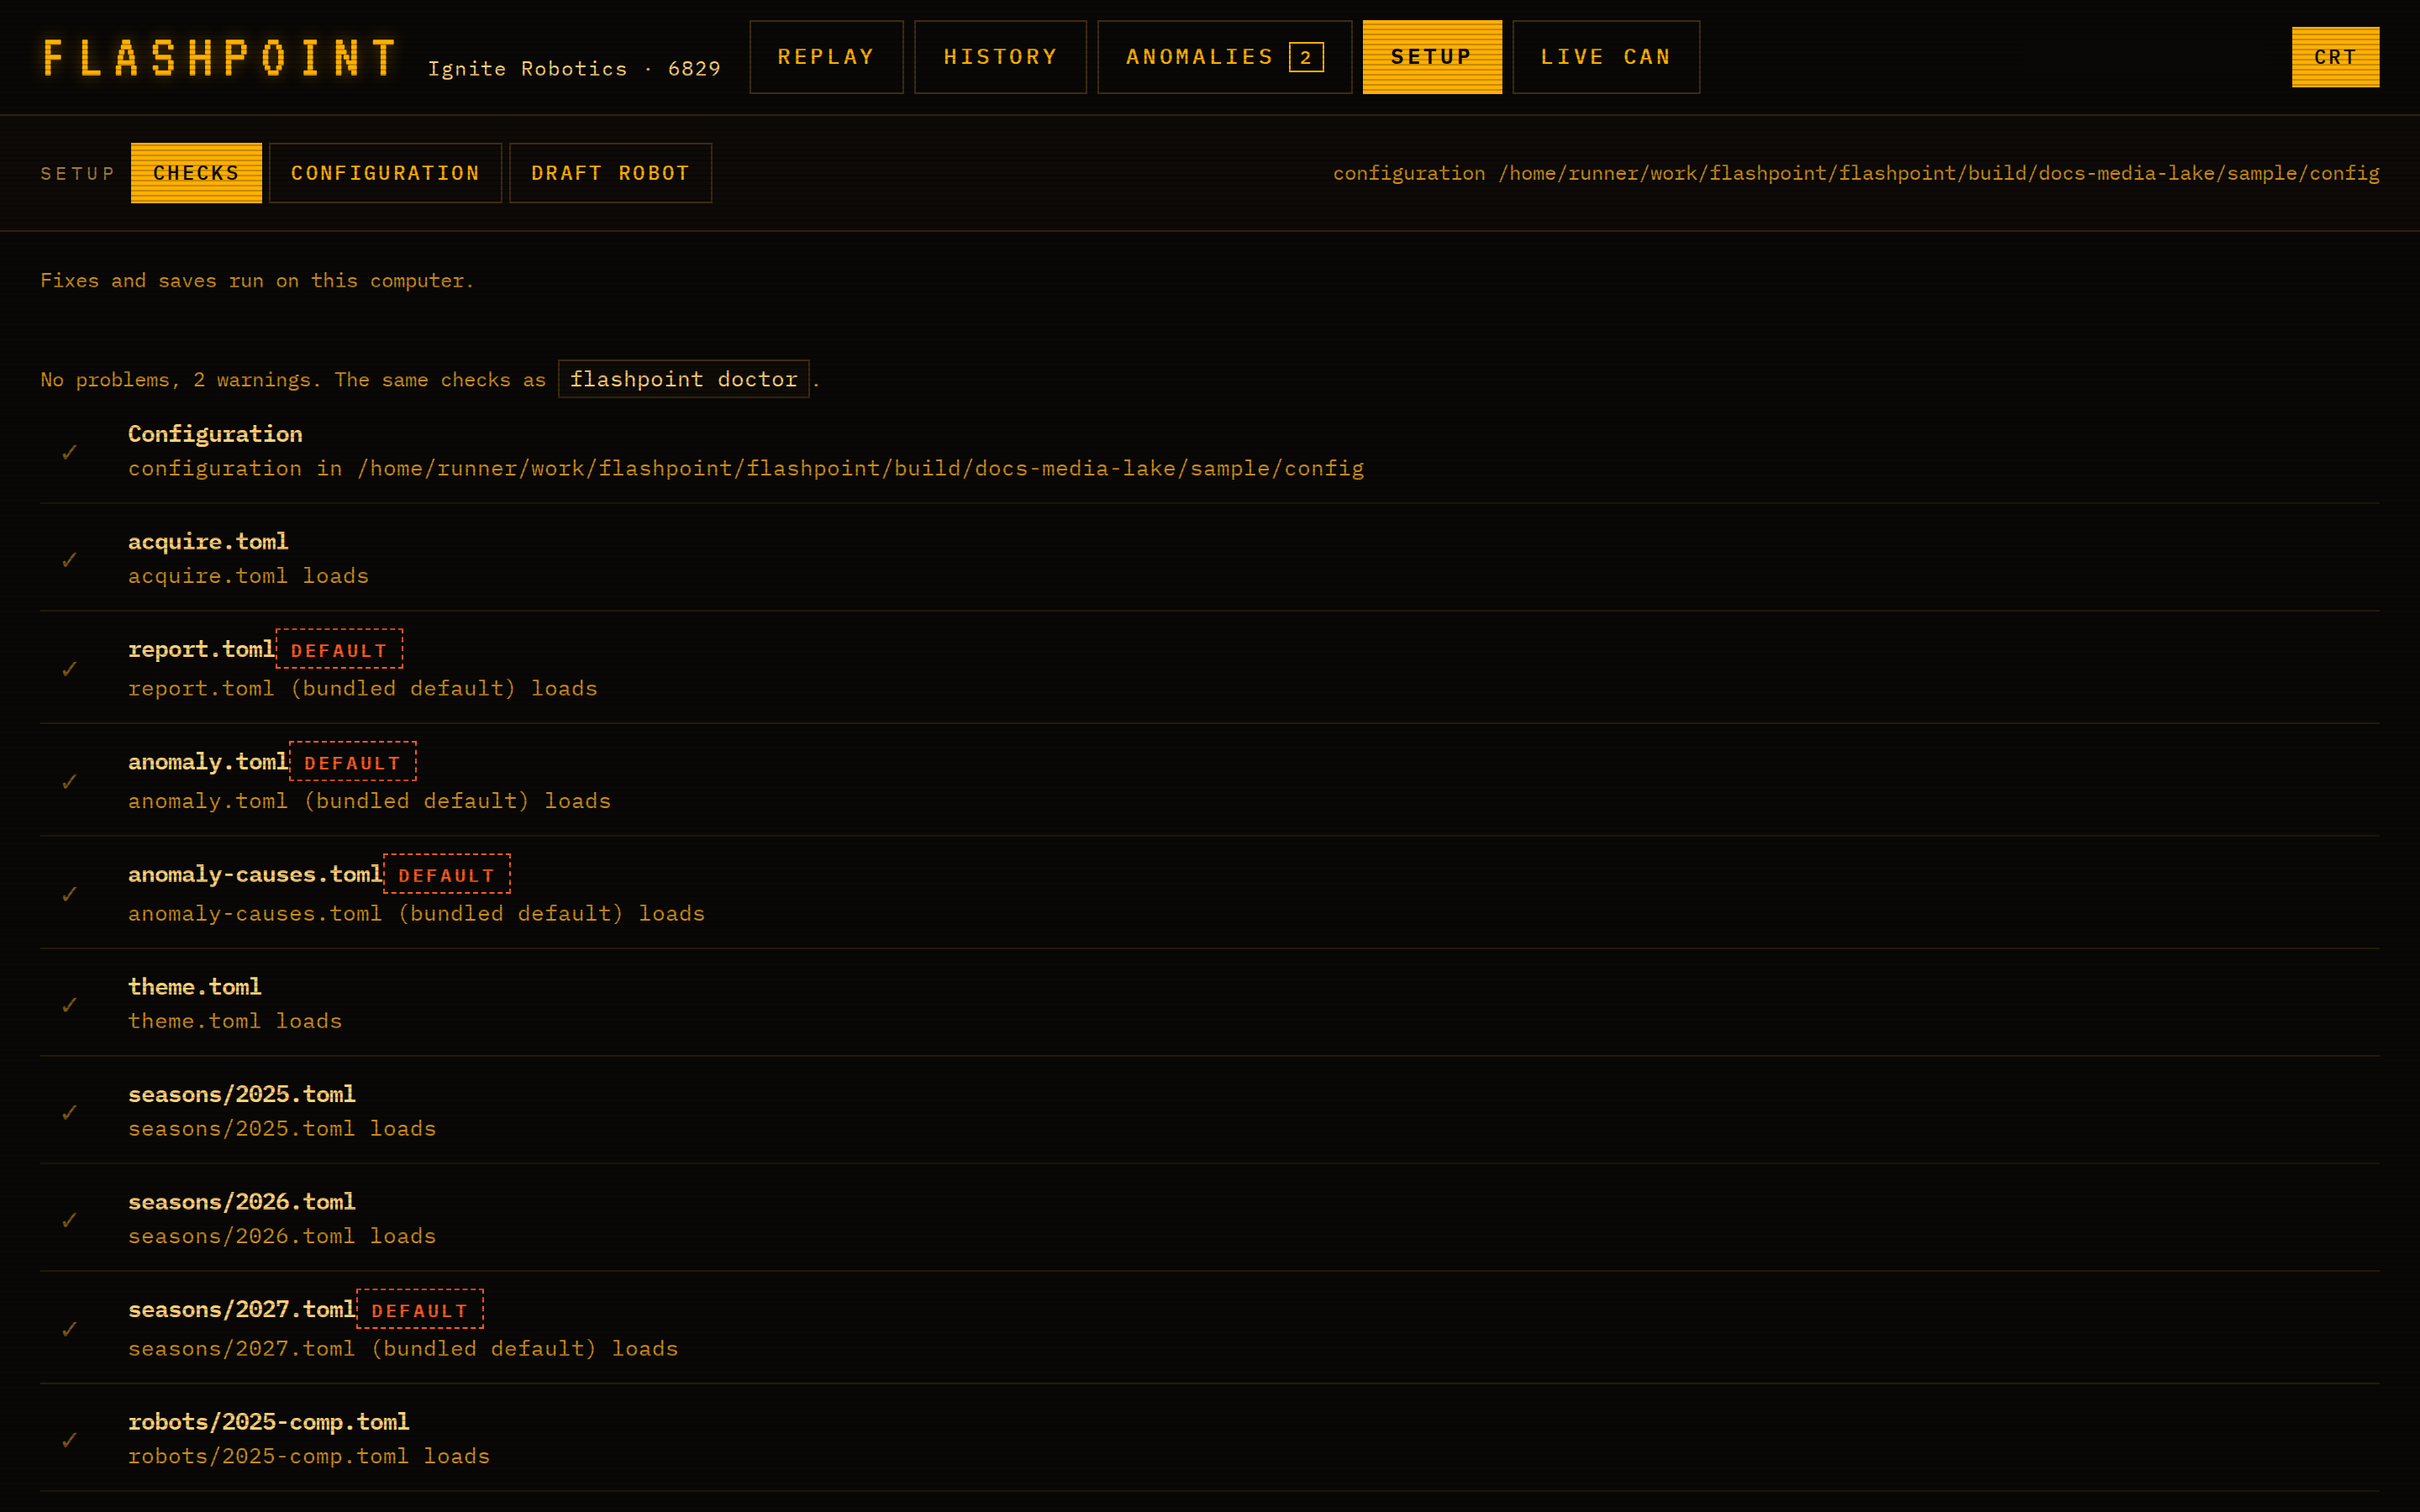 FLASHPOINT Ignite Robotics · 6829 REPLAY HISTORY ANOMALIES 2 SETUP LIVE CAN CRT
SETUP CHECKS CONFIGURATION DRAFT ROBOT configuration /home/runner/work/flashpoint/flashpoint/build/docs-media-lake/sample/config
Fixes and saves run on this computer.
No problems, 2 warnings. The same checks as flashpoint doctor.
✓ Configuration
configuration in /home/runner/work/flashpoint/flashpoint/build/docs-media-lake/sample/config
✓ acquire.toml
acquire.toml loads
✓ report.toml DEFAULT
report.toml (bundled default) loads
✓ anomaly.toml DEFAULT
anomaly.toml (bundled default) loads
✓ anomaly-causes.toml DEFAULT
anomaly-causes.toml (bundled default) loads
✓ theme.toml
theme.toml loads
✓ seasons/2025.toml
seasons/2025.toml loads
✓ seasons/2026.toml
seasons/2026.toml loads
✓ seasons/2027.toml DEFAULT
seasons/2027.toml (bundled default) loads
✓ robots/2025-comp.toml
robots/2025-comp.toml loads